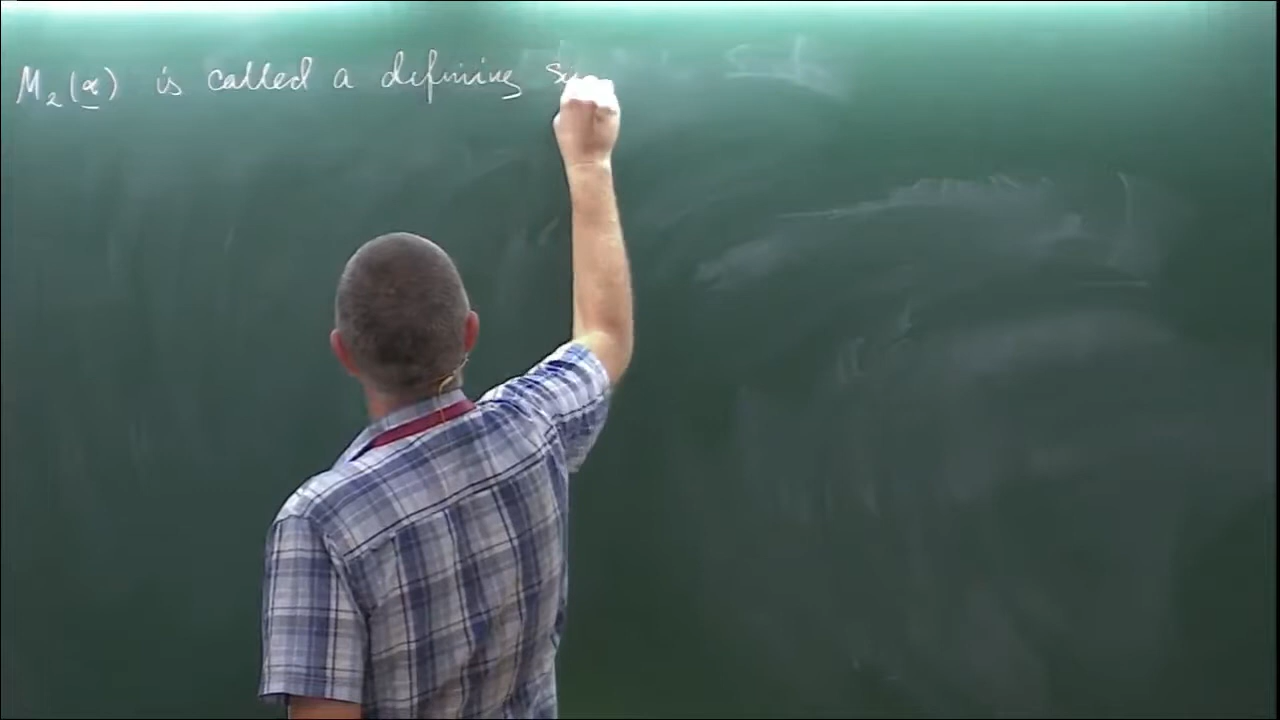 M₂(α̲) is called a defining